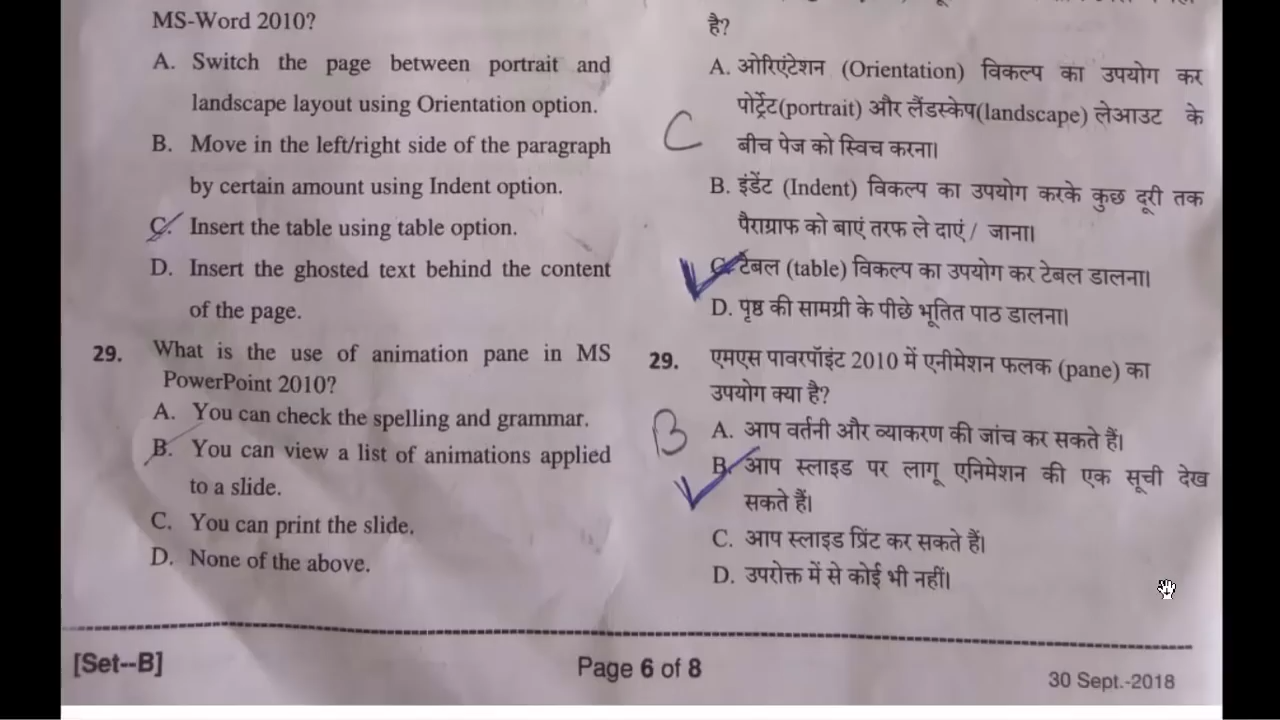 MS-Word 2010?
A. Switch the page between portrait and
landscape layout using Orientation option.
B. Move in the left/right side of the paragraph
by certain amount using Indent option.
C. Insert the table using table option.
D. Insert the ghosted text behind the content
of the page.
29. What is the use of animation pane in MS
PowerPoint 2010?
A. You can check the spelling and grammar.
B. You can view a list of animations applied
to a slide.
C. You can print the slide.
D. None of the above.
है?
A. ओरिएंटेशन (Orientation) विकल्प का उपयोग कर
पोर्ट्रेट(portrait) और लैंडस्केप(landscape) लेआउट के
बीच पेज को स्विच करना।
C
B. इंडेंट (Indent) विकल्प का उपयोग करके कुछ दूरी तक
पैराग्राफ को बाएं तरफ ले दाएं / जाना।
C. टेबल (table) विकल्प का उपयोग कर टेबल डालना।
D. पृष्ठ की सामग्री के पीछे भूतित पाठ डालना।
29. एमएस पावरपॉइंट 2010 में एनीमेशन फलक (pane) का
उपयोग क्या है?
B
A. आप वर्तनी और व्याकरण की जांच कर सकते हैं।
B. आप स्लाइड पर लागू एनिमेशन की एक सूची देख
सकते हैं।
C. आप स्लाइड प्रिंट कर सकते हैं।
D. उपरोक्त में से कोई भी नहीं।
[Set--B]
Page 6 of 8
30 Sept.-2018